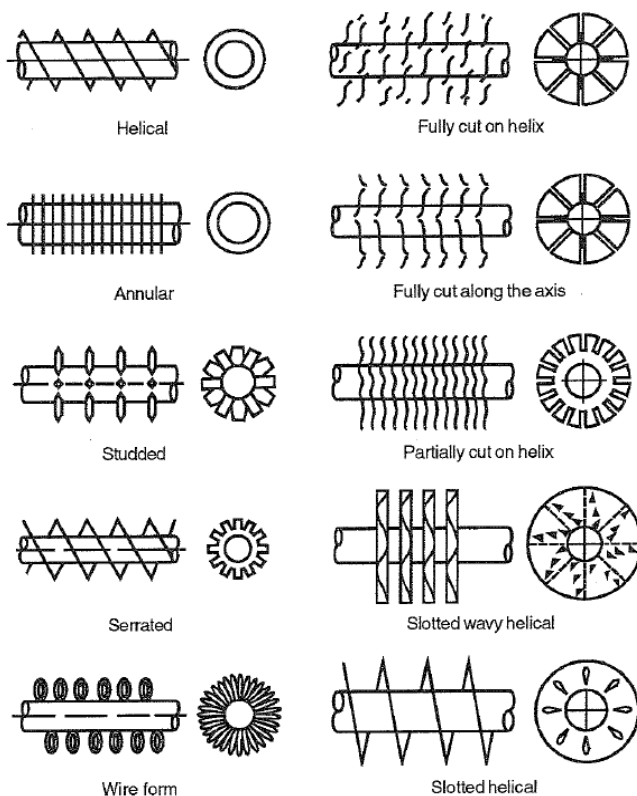 Helical
Fully cut on helix
Annular
Fully cut along the axis
Studded
Partially cut on helix
Serrated
Slotted wavy helical
Wire form
Slotted helical